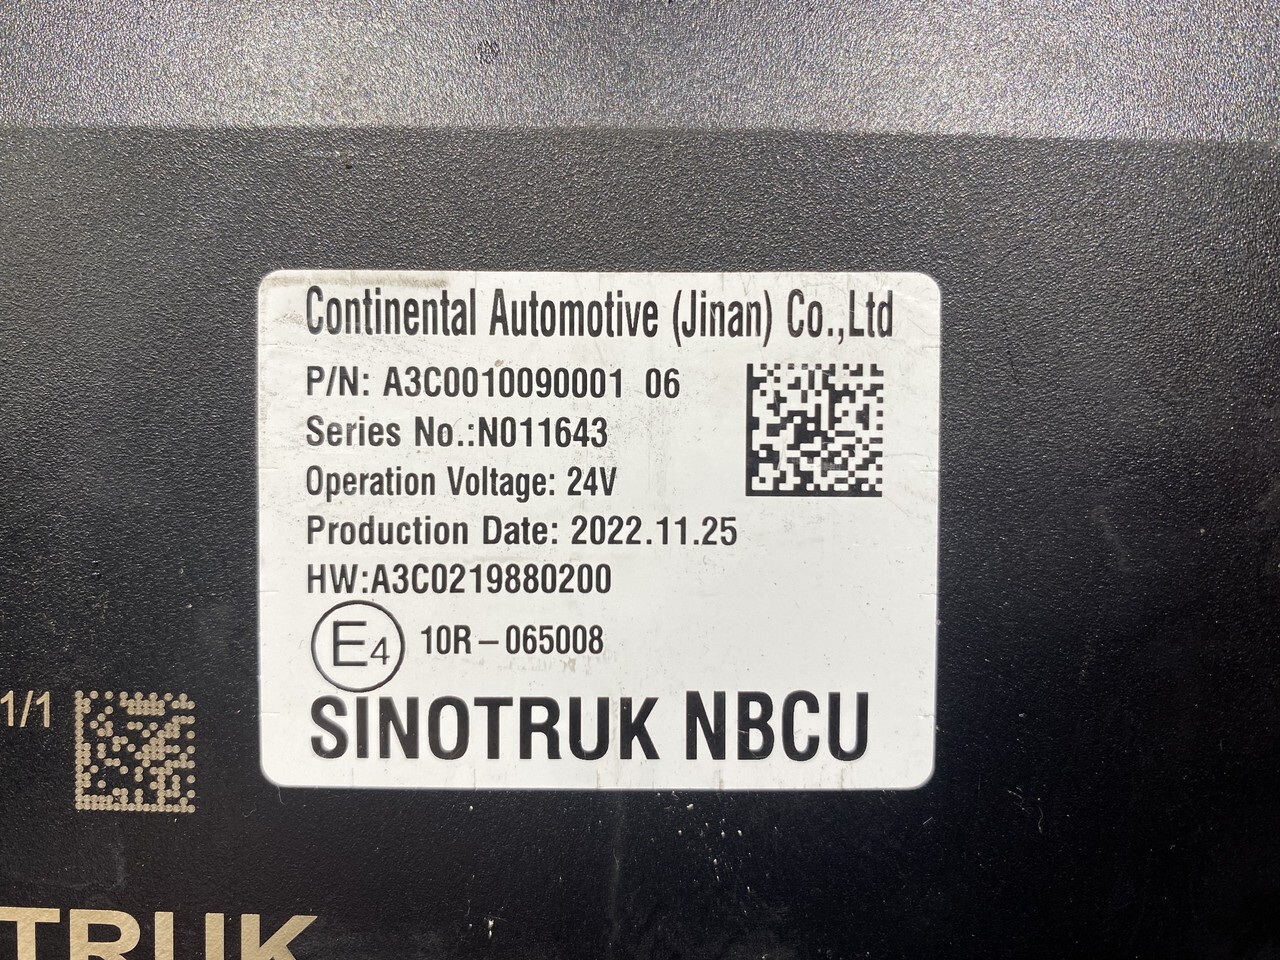 Continental Automotive (Jinan) Co.,Ltd
P/N: A3C0010090001 06
Series No.:N011643
Operation Voltage: 24V
Production Date: 2022.11.25
HW:A3C0219880200
E4 10R-065008
SINOTRUK NBCU
1/1
TRUK